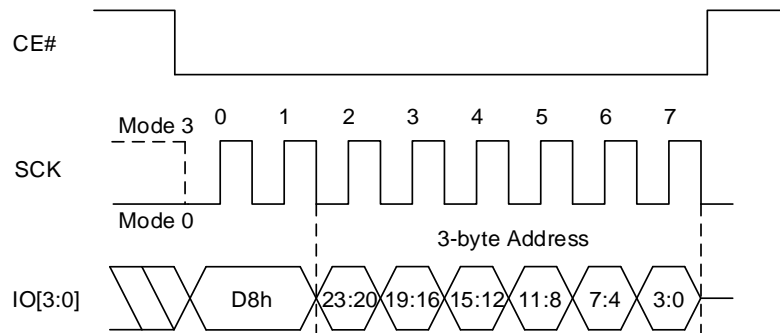 CE#
Mode 3 0 1 2 3 4 5 6 7
SCK
Mode 0
3-byte Address
IO[3:0] D8h 23:20 19:16 15:12 11:8 7:4 3:0